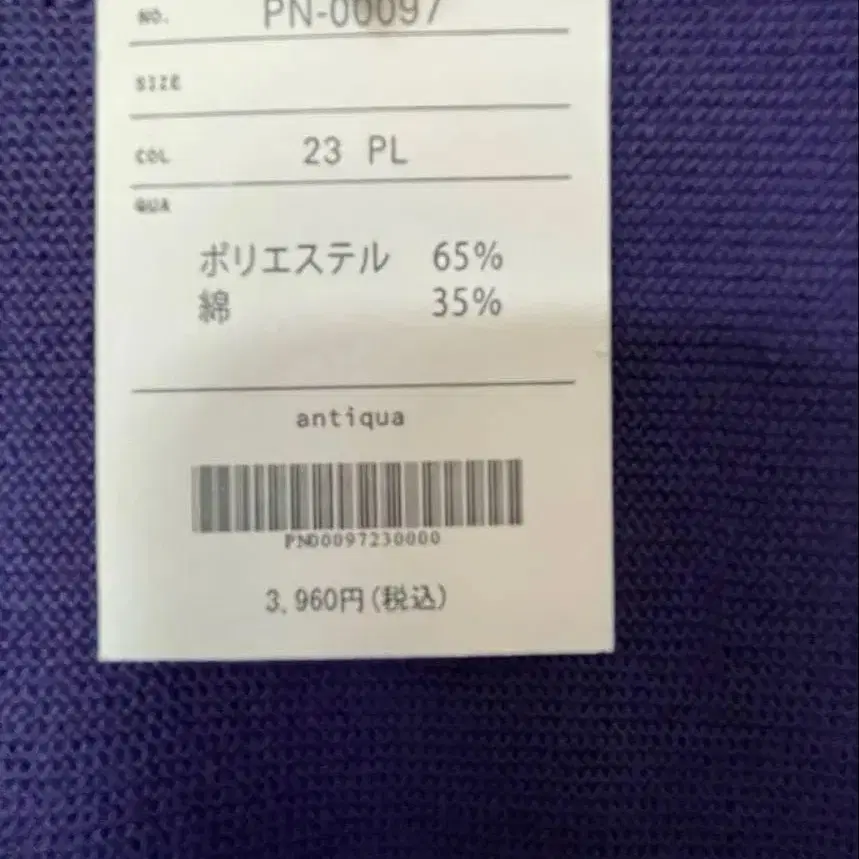 NO. PN-00097
SIZE
COL 23 PL
QUA
ポリエステル 65%
綿 35%
antiqua
PN00097230000
3,960円(税込)